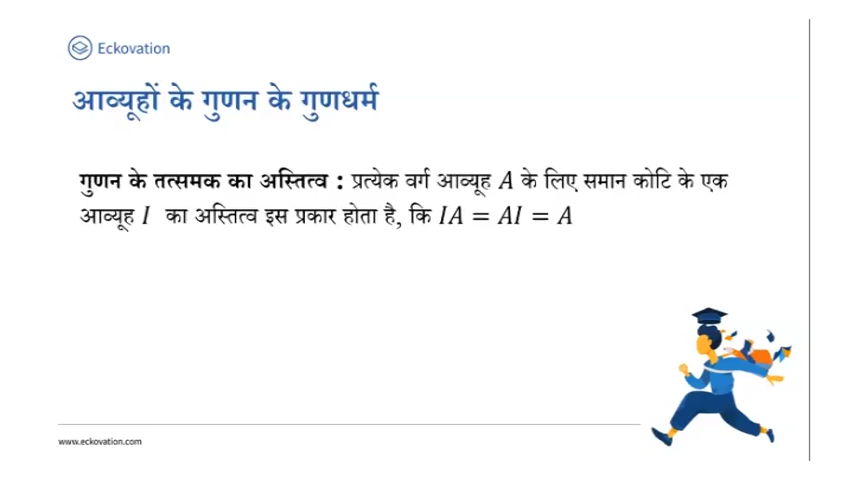 Eckovation
आव्यूहों के गुणन के गुणधर्म
गुणन के तत्समक का अस्तित्व : प्रत्येक वर्ग आव्यूह A के लिए समान कोटि के एक
आव्यूह I का अस्तित्व इस प्रकार होता है, कि IA = AI = A
www.eckovation.com